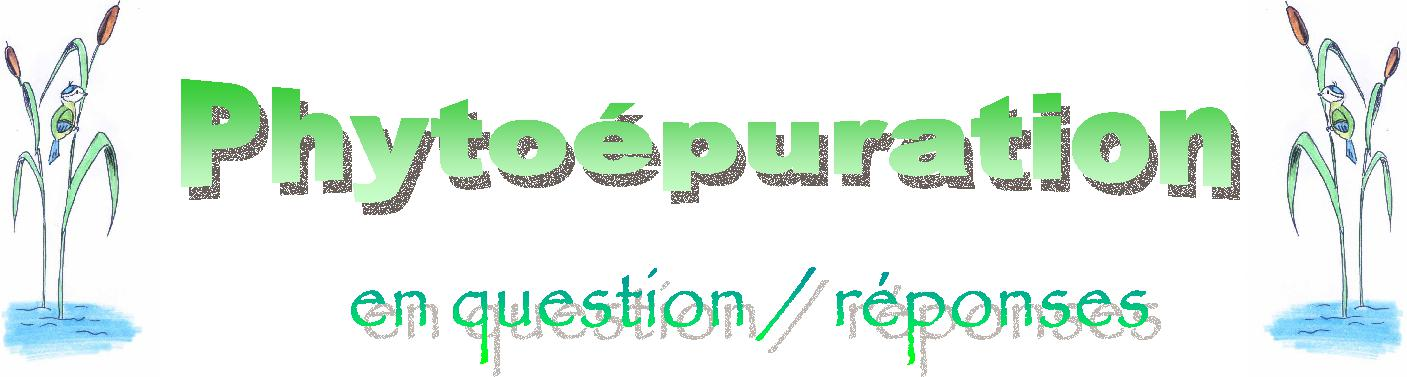 Phytoépuration
en question / réponses